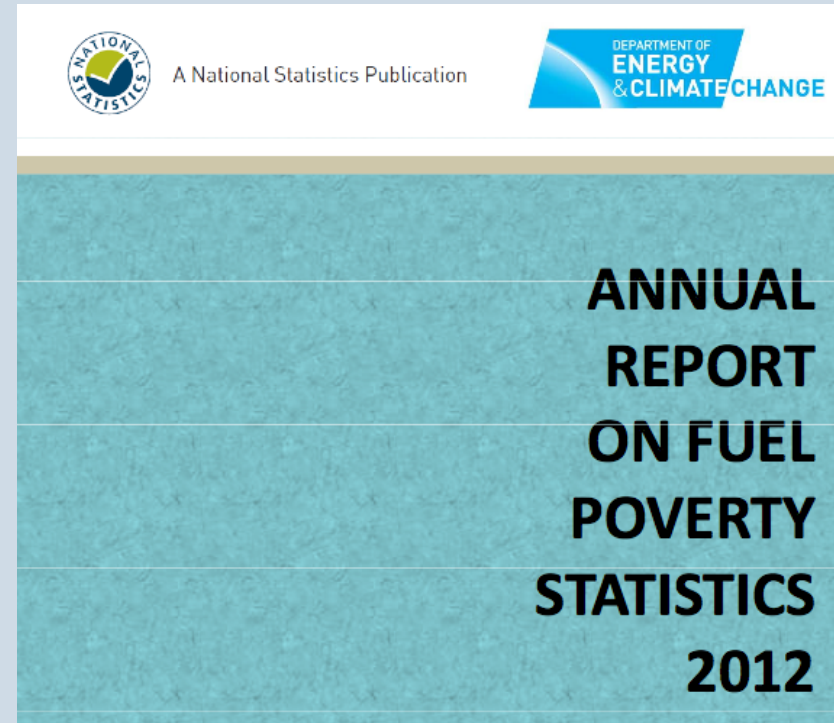 NATIONAL STATISTICS
A National Statistics Publication
DEPARTMENT OF
ENERGY
& CLIMATE CHANGE
ANNUAL
REPORT
ON FUEL
POVERTY
STATISTICS
2012